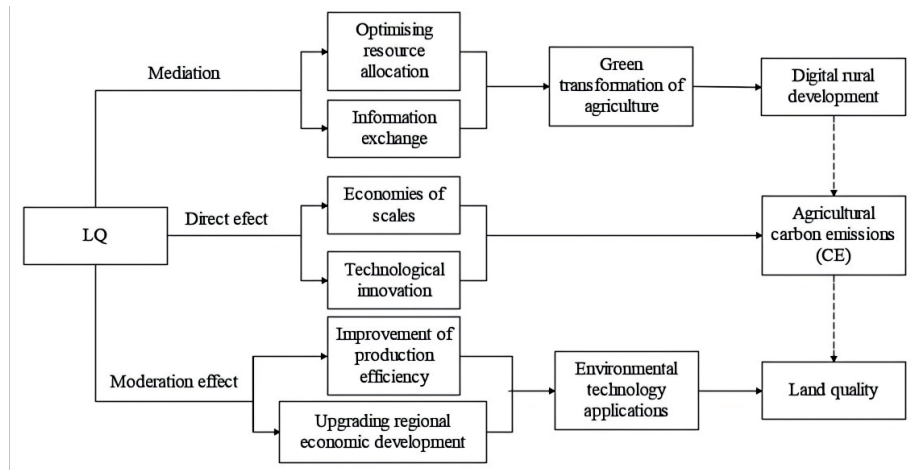 Optimising
resource
allocation
Mediation
Green
transformation of
agriculture
Digital rural
development
Information
exchange
Economies of
scales
LQ
Direct efect
Agricultural
carbon emissions
(CE)
Technological
innovation
Improvement of
production
efficiency
Moderation effect
Environmental
technology
applications
Land quality
Upgrading regional
economic development